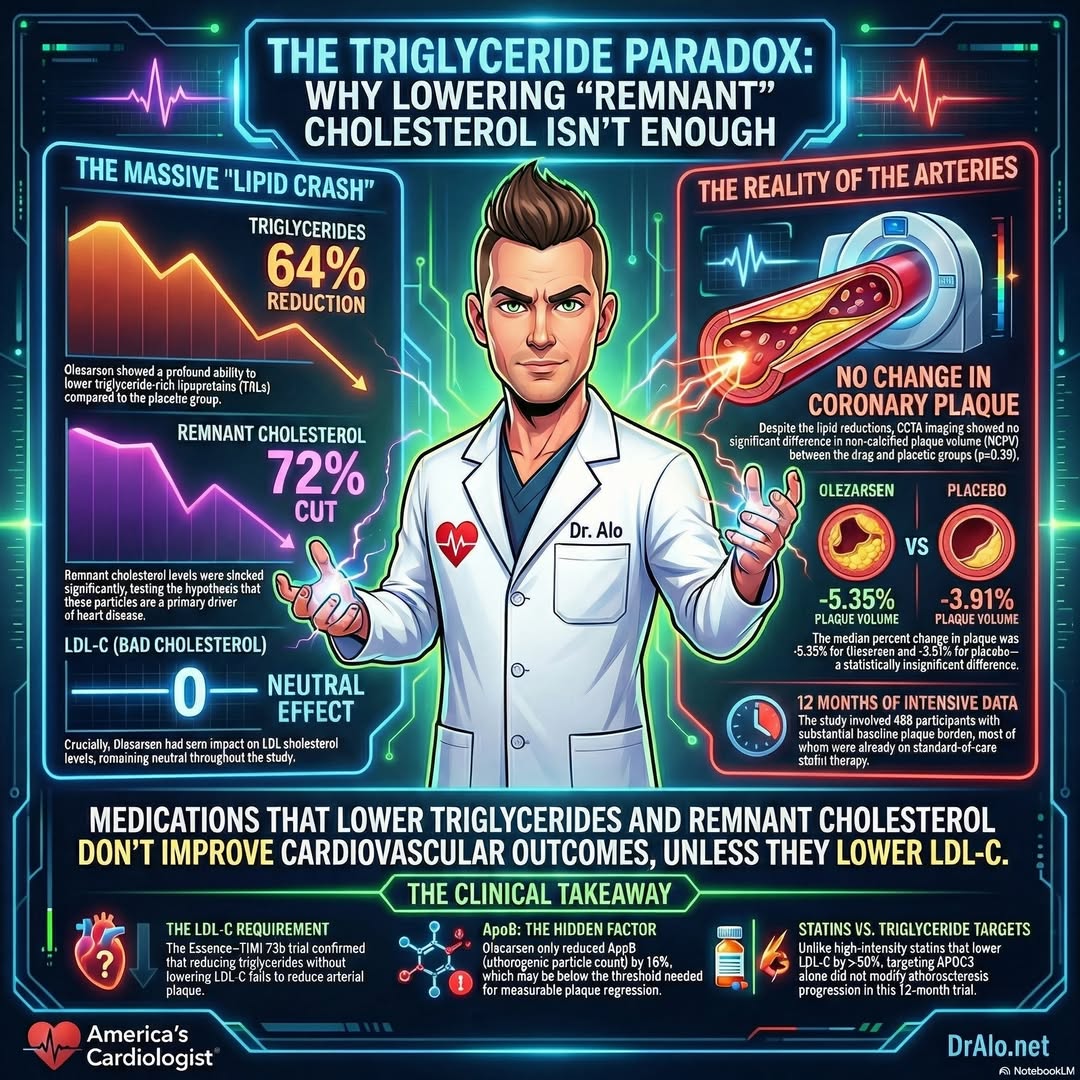 THE TRIGLYCERIDE PARADOX:
WHY LOWERING “REMNANT”
CHOLESTEROL ISN’T ENOUGH
THE MASSIVE "LIPID CRASH"
TRIGLYCERIDES
64%
REDUCTION
Olesarson showed a profound ability to
lower triglyceride-rich (TRLs)
compared to the group.
REMNANT CHOLESTEROL
72%
CUT
Remnant cholesterol levels were
significantly, testing the hypothesis that
these particles are a primary driver
of heart disease.
LDL-C (BAD CHOLESTEROL)
0
NEUTRAL
EFFECT
Crucially, Dlasarsen had sern impact on LDL sholesterol
levels, remaining neutral throughout the study.
Dr. Alo
THE REALITY OF THE ARTERIES
NO CHANGE IN
CORONARY PLAQUE
Despite the lipid reductions, CCTA imaging showed no
significant difference in non-calcified plaque volume (NCPV)
between the drag and placetic groups (p=0.39).
OLEZARSEN
PLACEBO
VS
-5.35%
PLAQUE VOLUME
-3.91%
PLAQUE VOLUME
The median percent change in plaque was
-5.35% for and -3.51% for placobo—
a statistically insignificant difference.
12 MONTHS OF INTENSIVE DATA
The study involved 488 participants with
substantial haseline plaque borden, most of
whom were already on standard-of-care
therapy.
MEDICATIONS THAT LOWER TRIGLYCERIDES AND REMNANT CHOLESTEROL
DON’T IMPROVE CARDIOVASCULAR OUTCOMES, UNLESS THEY LOWER LDL-C.
THE CLINICAL TAKEAWAY
?
THE LDL-C REQUIREMENT
The Essence–TIMI 73b trial confirmed
that reducing triglycerides without
lowering LDL-C fails to reduce arterial
plaque.
!
ApoB: THE HIDDEN FACTOR
Olacarsen only reduced AppB
(uthorogenic particle count) by 16%,
which may be below the threshold needed
for measurable plaque regression.
STATINS VS. TRIGLYCERIDE TARGETS
Unlike high-intensity statins that lower
LDL-C by >50%, targeting APOC3
alone did not modify athoroscteresis
progression in this 12-month trial.
America’s
Cardiologist
DrAlo.net
NotebookLM